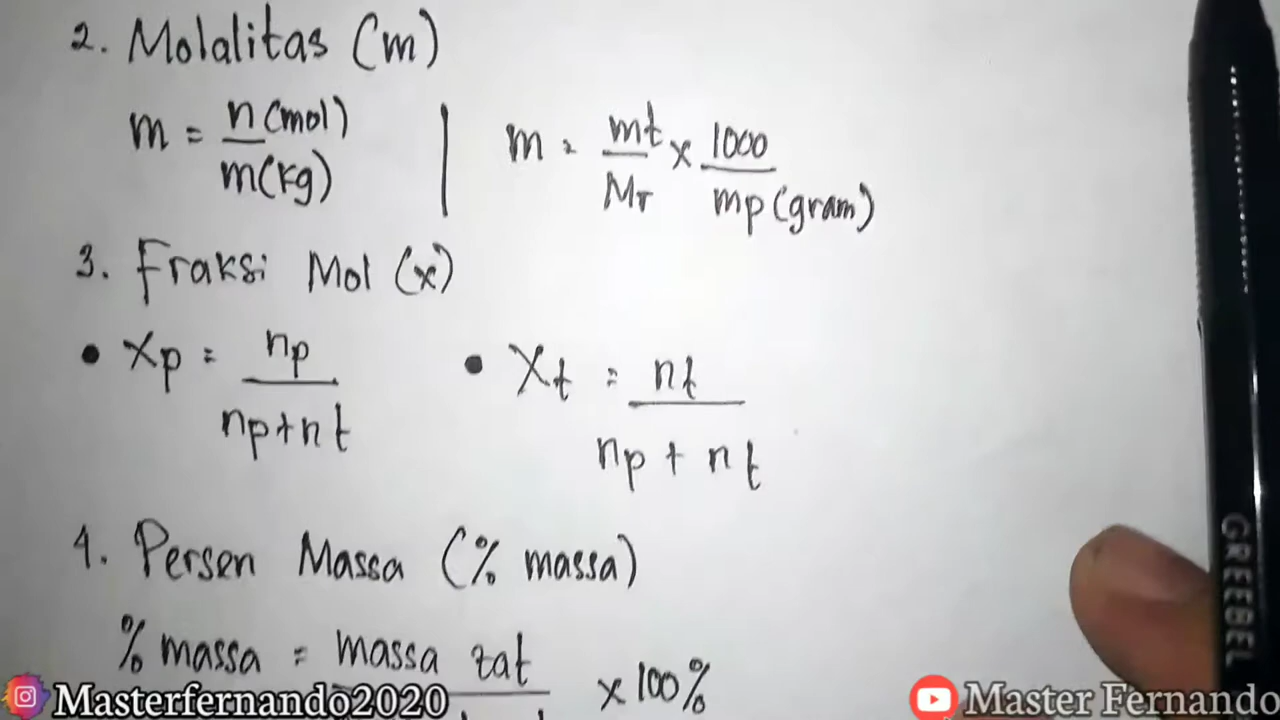 2. Molalitas (m)
m = n(mol) / m(kg) | m = mt / Mr x 1000 / mp (gram)
3. Fraksi Mol (x)
• Xp = np / np+nt • Xt = nt / np + nt
4. Persen Massa (% massa)
% massa = massa zat x 100%
Masterfernando2020
Master Fernando
GREEBEL